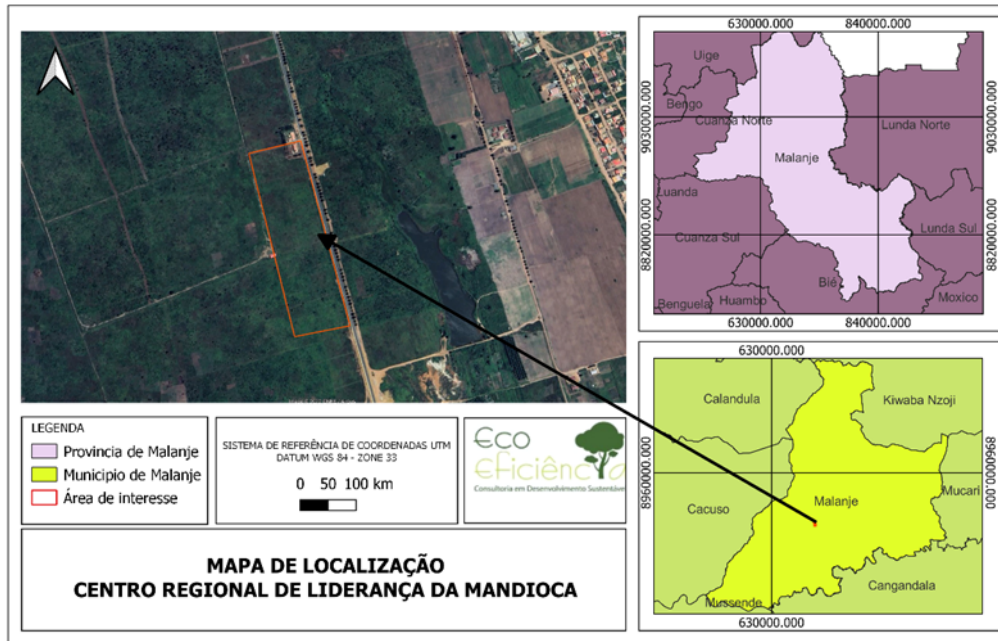 630000.000 840000.000
Uige
Bengo
Cuanza Norte
Lunda Norte
Malanje
Luanda
Cuanza Sul
Lunda Sul
Bié
Huambo
Benguela
Moxico
9030000.000
8820000.000
9030000.000
8820000.000
630000.000 840000.000
630000.000
Calandula
Kiwaba Nzoji
Malanje
Mucari
Cacuso
Cangandala
Mussende
8960000.000
8960000.000
630000.000
LEGENDA
Provincia de Malanje
Municipio de Malanje
Área de interesse
SISTEMA DE REFERÊNCIA DE COORDENADAS UTM
DATUM WGS 84 - ZONE 33
0 50 100 km
Eco
Eficiência
Consultoria em Desenvolvimento Sustentável
MAPA DE LOCALIZAÇÃO
CENTRO REGIONAL DE LIDERANÇA DA MANDIOCA